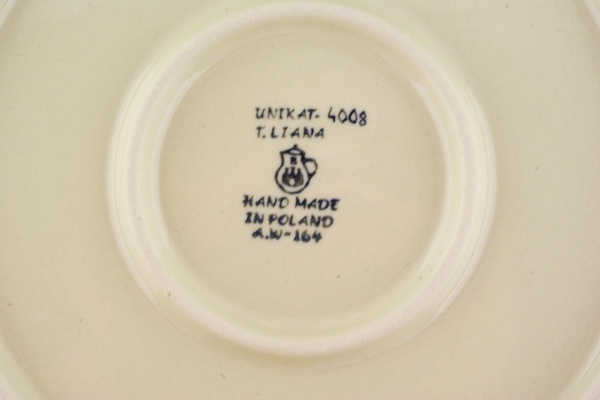 UNIKAT- 4008
T. LIANA
HAND MADE
IN POLAND
A.W-164